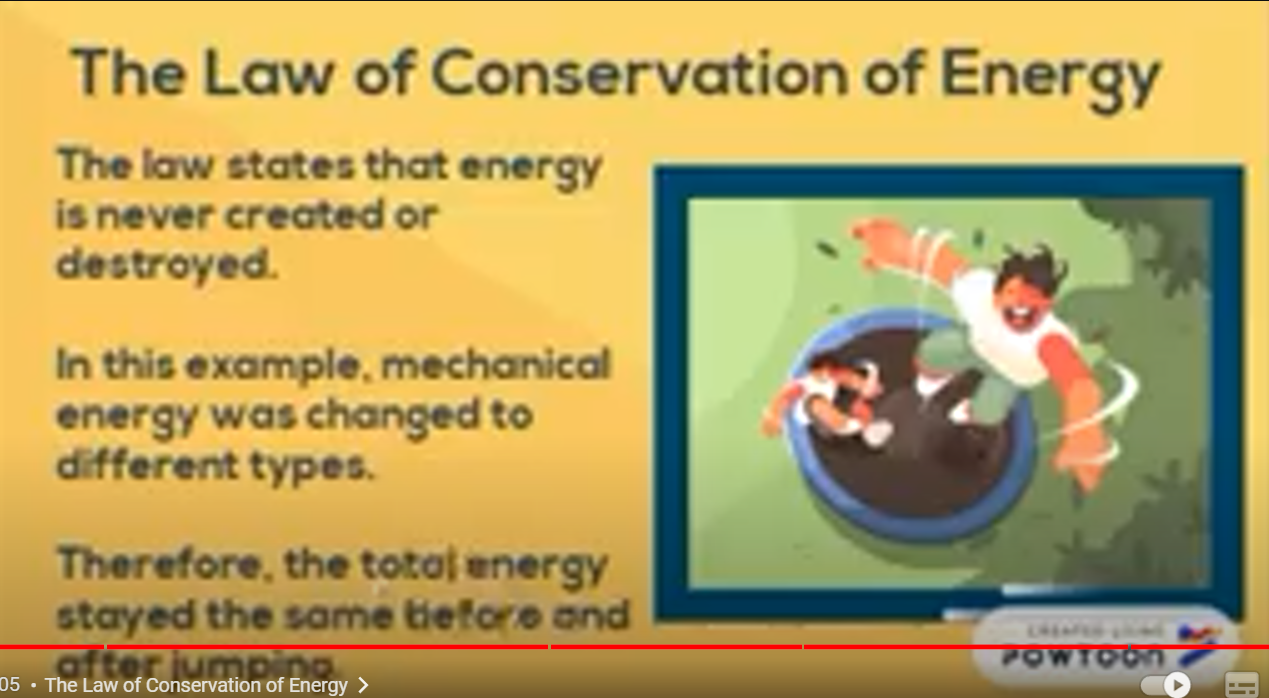 The Law of Conservation of Energy
The law states that energy
is never created or
destroyed.
In this example, mechanical
energy was changed to
different types.
Therefore, the total energy
stayed the same before and
after jumping.
CREATED USING
POWTOON
05 • The Law of Conservation of Energy